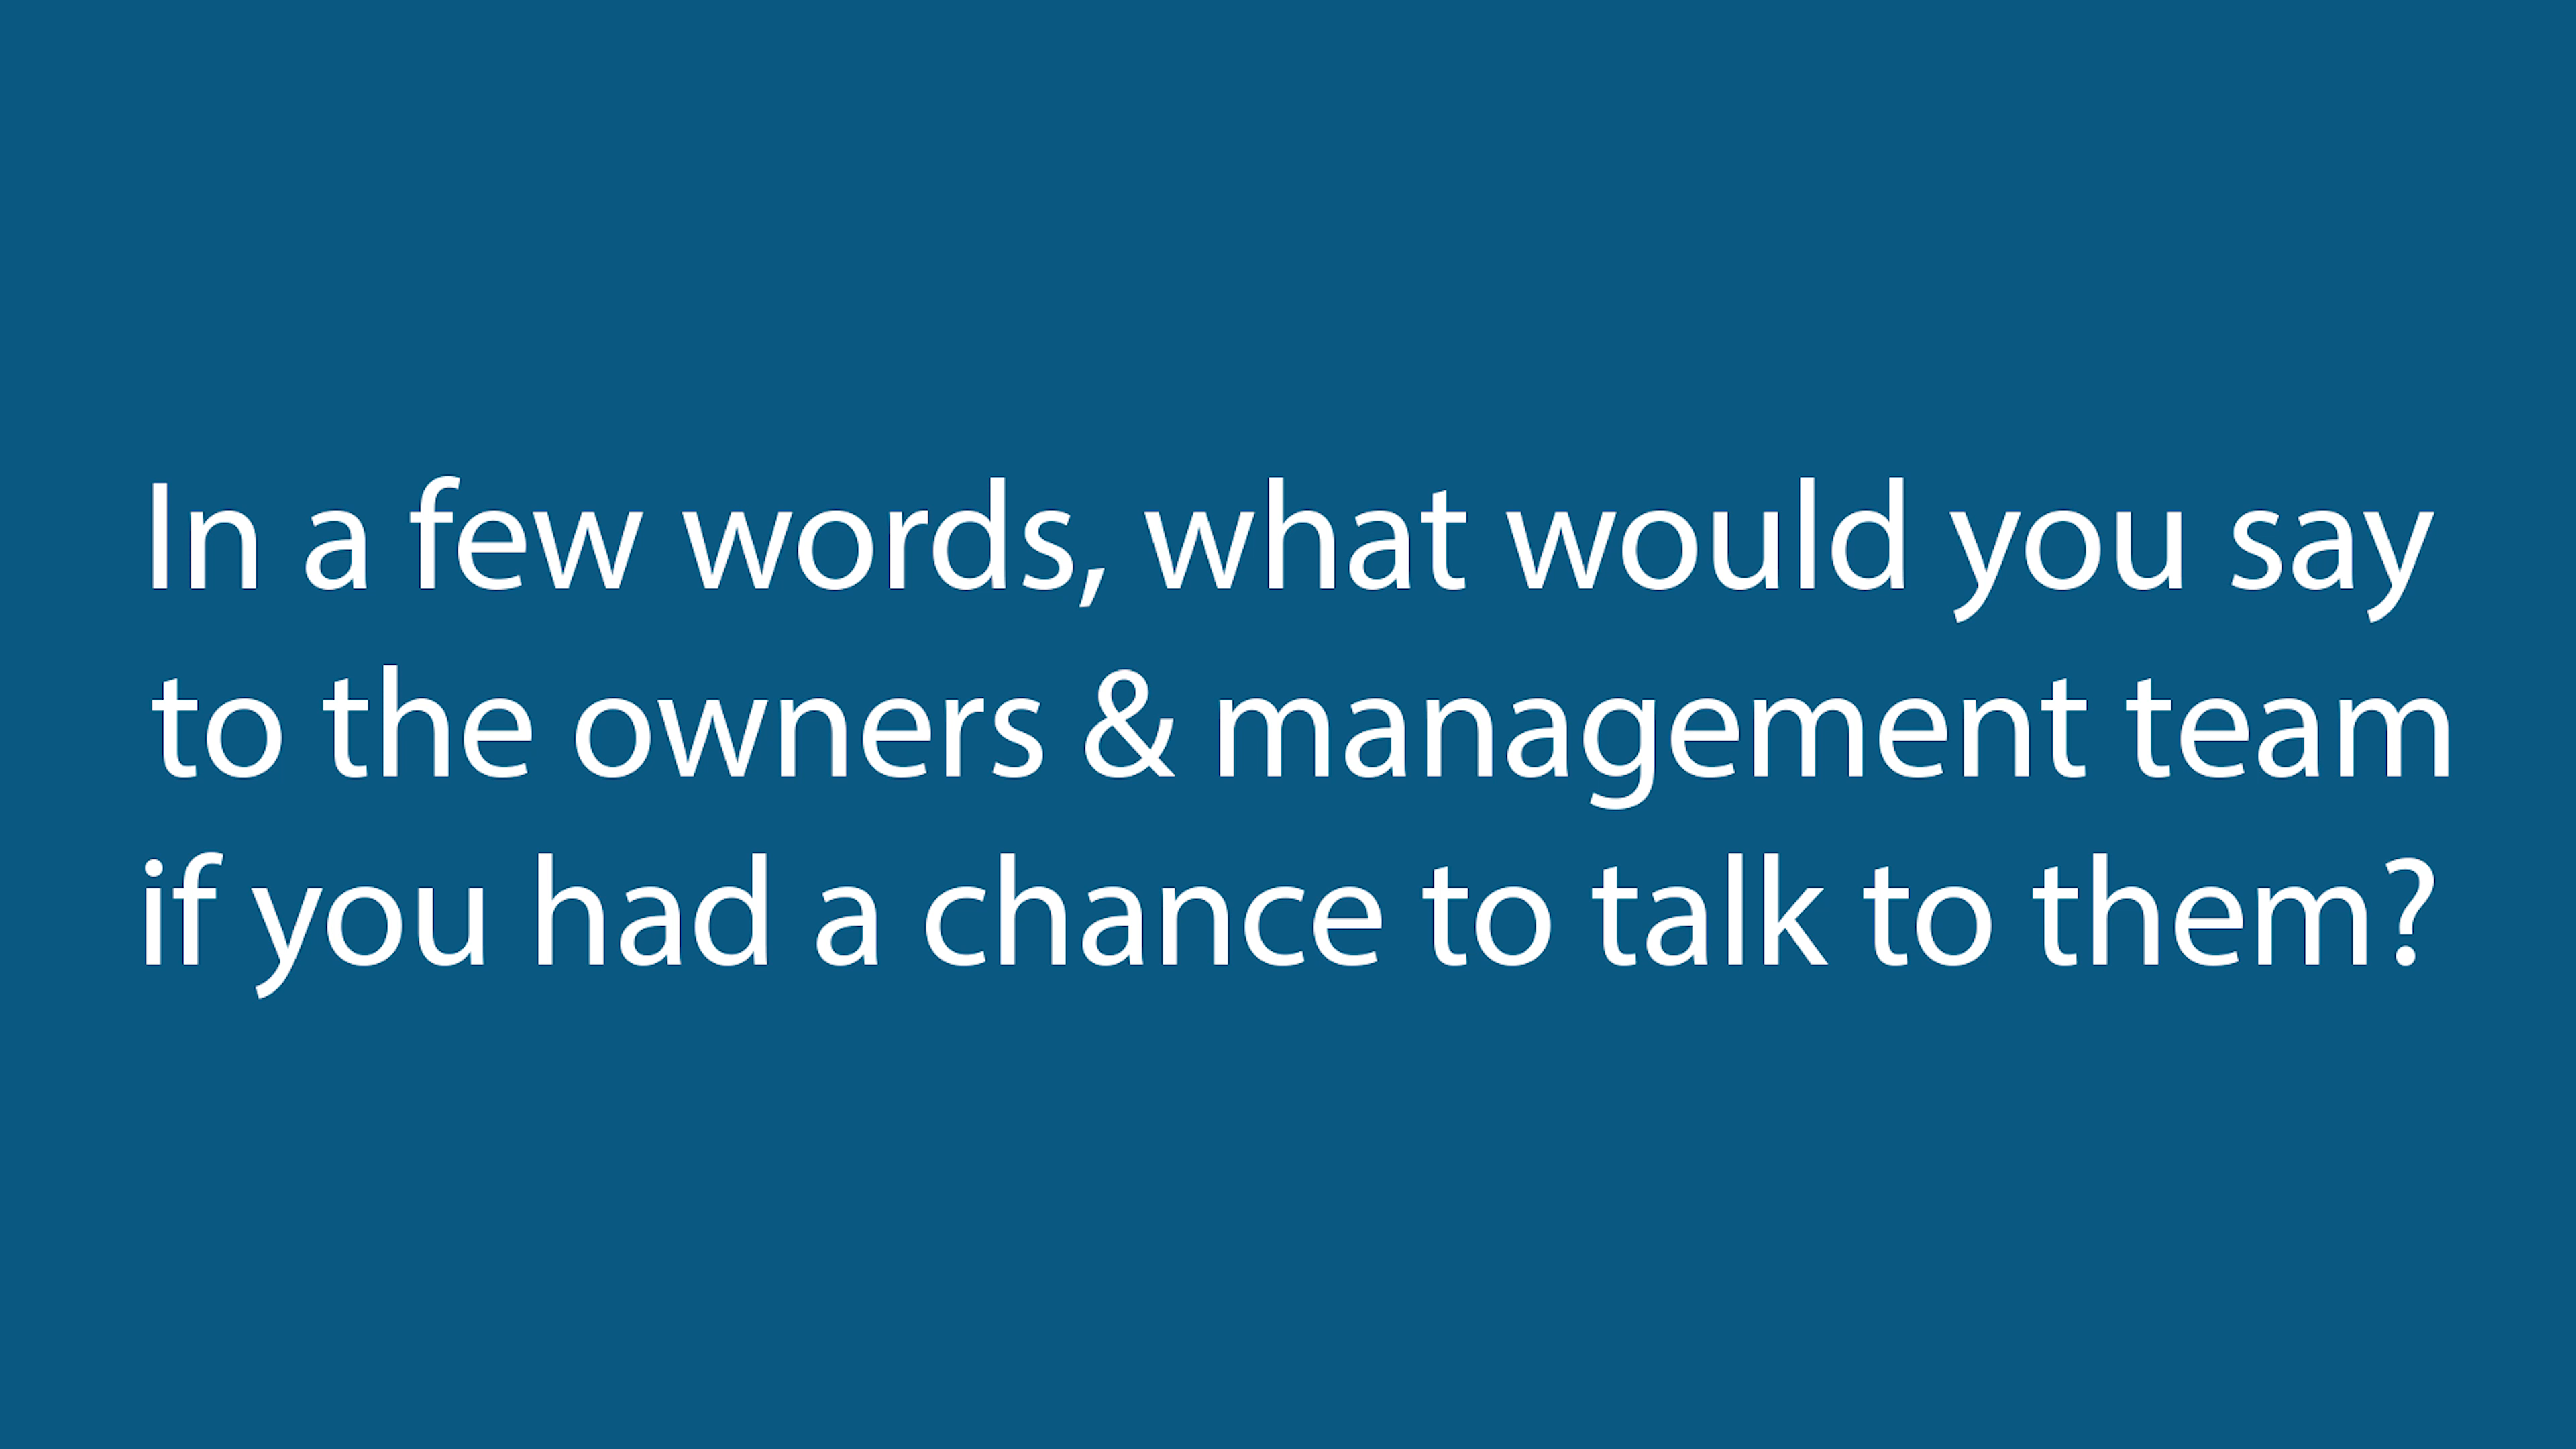 In a few words, what would you say
to the owners & management team
if you had a chance to talk to them?